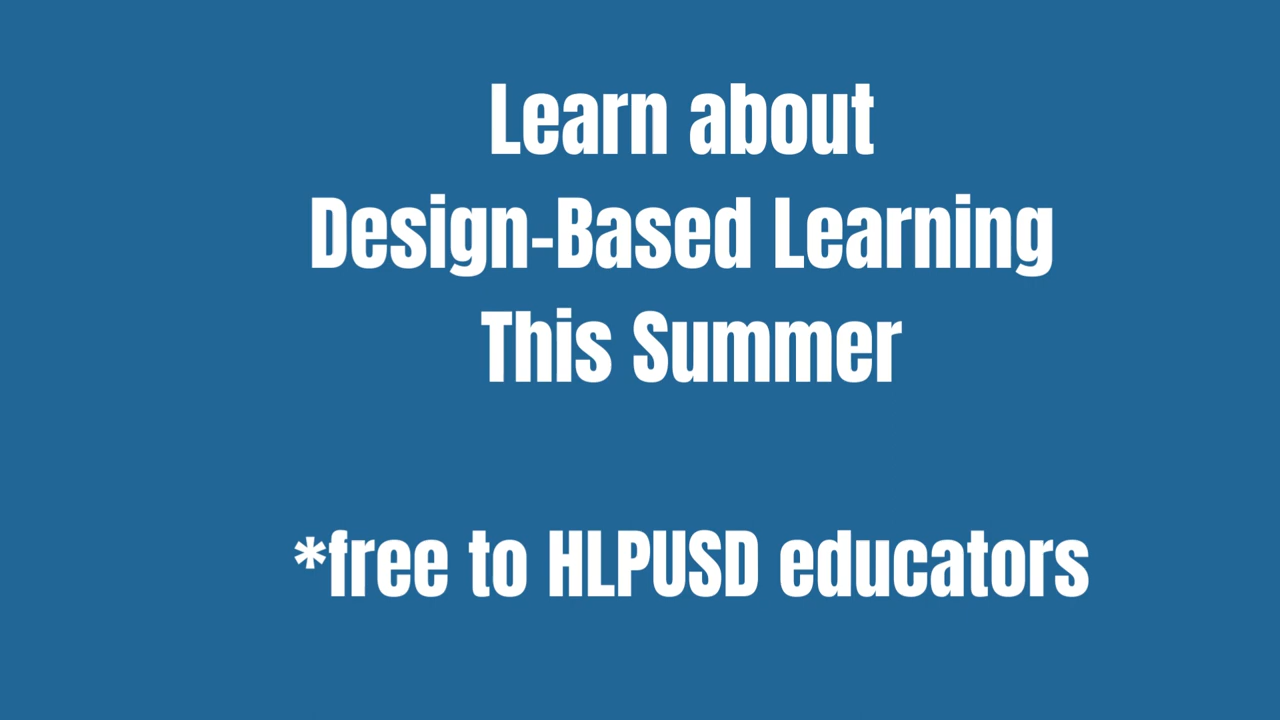 Learn about
Design-Based Learning
This Summer
*free to HLPUSD educators